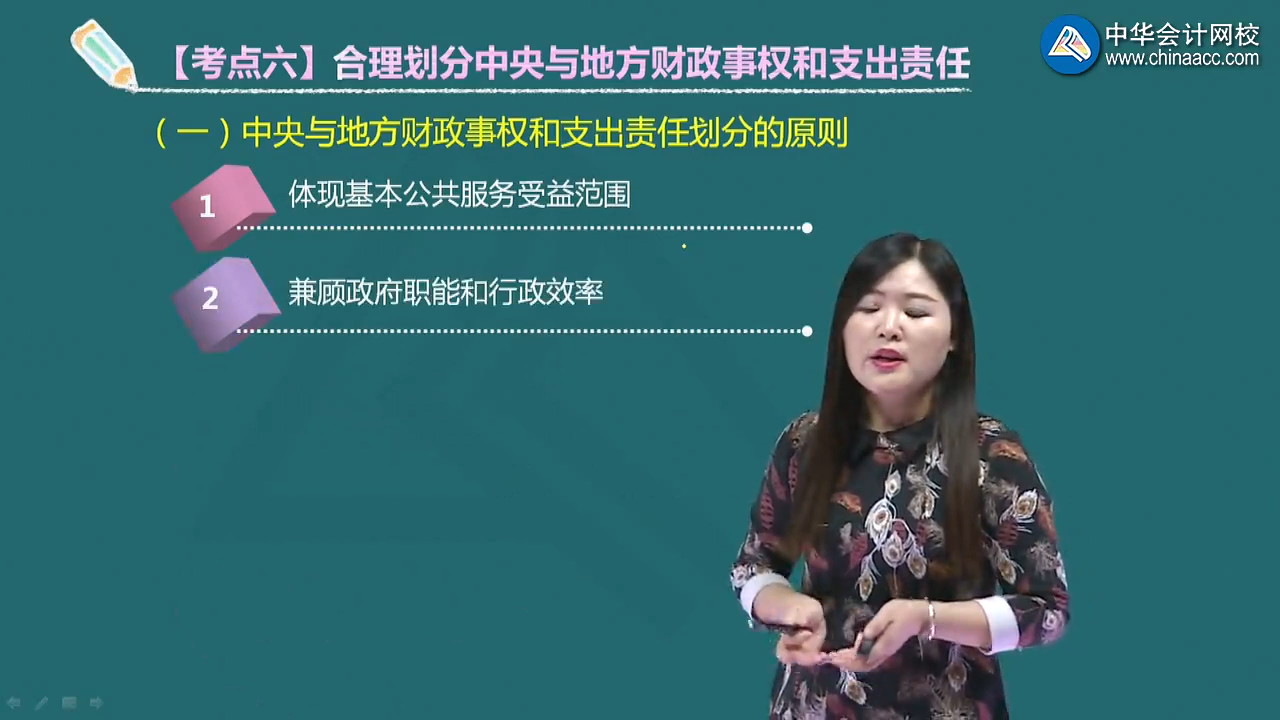 【考点六】合理划分中央与地方财政事权和支出责任
中华会计网校
www.chinaacc.com
（一）中央与地方财政事权和支出责任划分的原则
1 体现基本公共服务受益范围
2 兼顾政府职能和行政效率